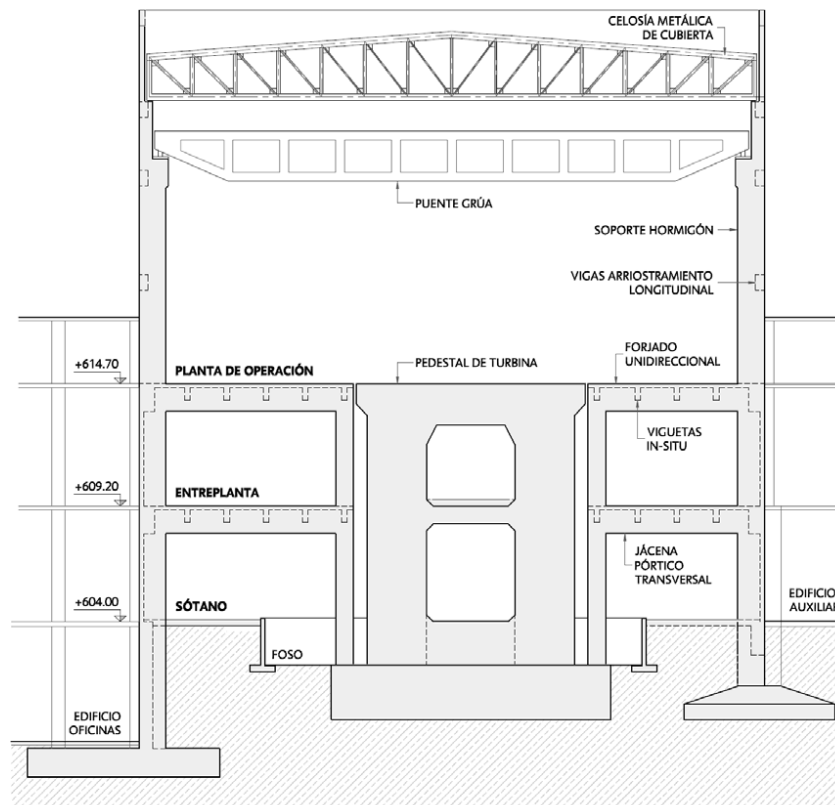 CELOSÍA METÁLICA
DE CUBIERTA
PUENTE GRÚA
SOPORTE HORMIGÓN
VIGAS ARRIOSTRAMIENTO
LONGITUDINAL
FORJADO
UNIDIRECCIONAL
+614.70
PLANTA DE OPERACIÓN
PEDESTAL DE TURBINA
VIGUETAS
IN-SITU
+609.20
ENTREPLANTA
JÁCENA
PÓRTICO
TRANSVERSAL
+604.00
SÓTANO
EDIFICIO
AUXILIAR
FOSO
EDIFICIO
OFICINAS